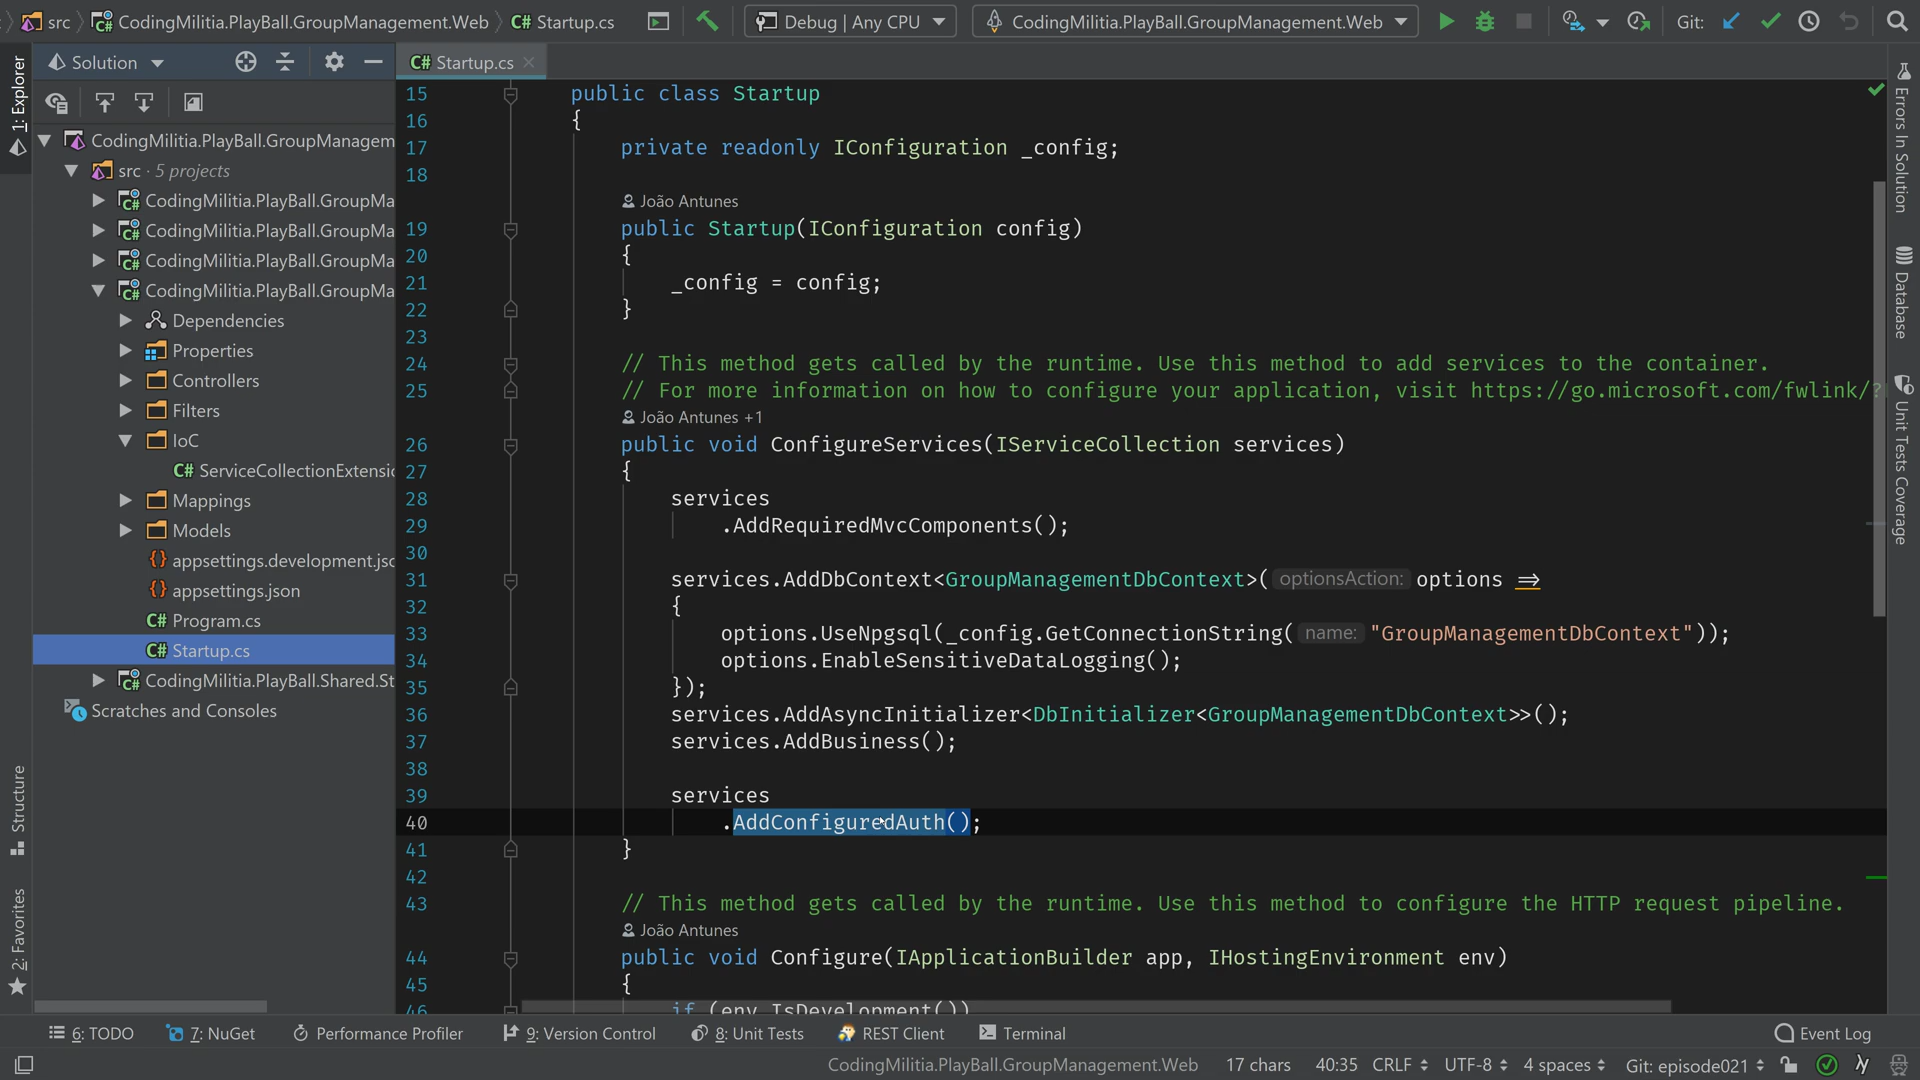 src
CodingMilitia.PlayBall.GroupManagement.Web
C# Startup.cs
Debug | Any CPU
CodingMilitia.PlayBall.GroupManagement.Web
Git:
Solution
C# Startup.cs
1: Explorer
CodingMilitia.PlayBall.GroupManagem
src · 5 projects
CodingMilitia.PlayBall.GroupMa
CodingMilitia.PlayBall.GroupMa
CodingMilitia.PlayBall.GroupMa
CodingMilitia.PlayBall.GroupMa
Dependencies
Properties
Controllers
Filters
IoC
C# ServiceCollectionExtensic
Mappings
Models
{} appsettings.development.jsc
{} appsettings.json
C# Program.cs
C# Startup.cs
CodingMilitia.PlayBall.Shared.St
Scratches and Consoles
Structure
2: Favorites
15 public class Startup
16 {
17 private readonly IConfiguration _config;
18
João Antunes
19 public Startup(IConfiguration config)
20 {
21 _config = config;
22 }
23
24 // This method gets called by the runtime. Use this method to add services to the container.
25 // For more information on how to configure your application, visit https://go.microsoft.com/fwlink/?
João Antunes +1
26 public void ConfigureServices(IServiceCollection services)
27 {
28 services
29 .AddRequiredMvcComponents();
30
31 services.AddDbContext<GroupManagementDbContext>( optionsAction: options =>
32 {
33 options.UseNpgsql(_config.GetConnectionString( name: "GroupManagementDbContext"));
34 options.EnableSensitiveDataLogging();
35 });
36 services.AddAsyncInitializer<DbInitializer<GroupManagementDbContext>>();
37 services.AddBusiness();
38
39 services
40 .AddConfiguredAuth();
41 }
42
43 // This method gets called by the runtime. Use this method to configure the HTTP request pipeline.
João Antunes
44 public void Configure(IApplicationBuilder app, IHostingEnvironment env)
45 {
46 if (env.IsDevelopment())
Errors In Solution
Database
Unit Tests Coverage
6: TODO
7: NuGet
Performance Profiler
9: Version Control
8: Unit Tests
REST Client
Terminal
Event Log
CodingMilitia.PlayBall.GroupManagement.Web
17 chars
40:35
CRLF
UTF-8
4 spaces
Git: episode021